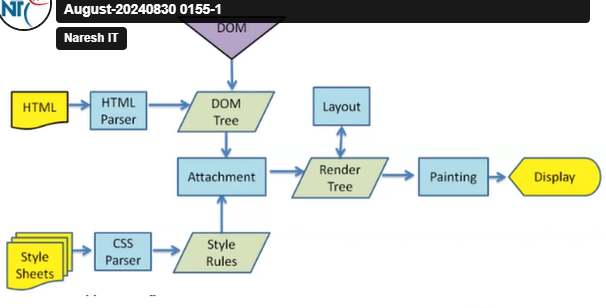 August-20240830 0155-1
Naresh IT
DOM
HTML
HTML
Parser
DOM
Tree
Layout
Attachment
Render
Tree
Painting
Display
Style
Sheets
CSS
Parser
Style
Rules